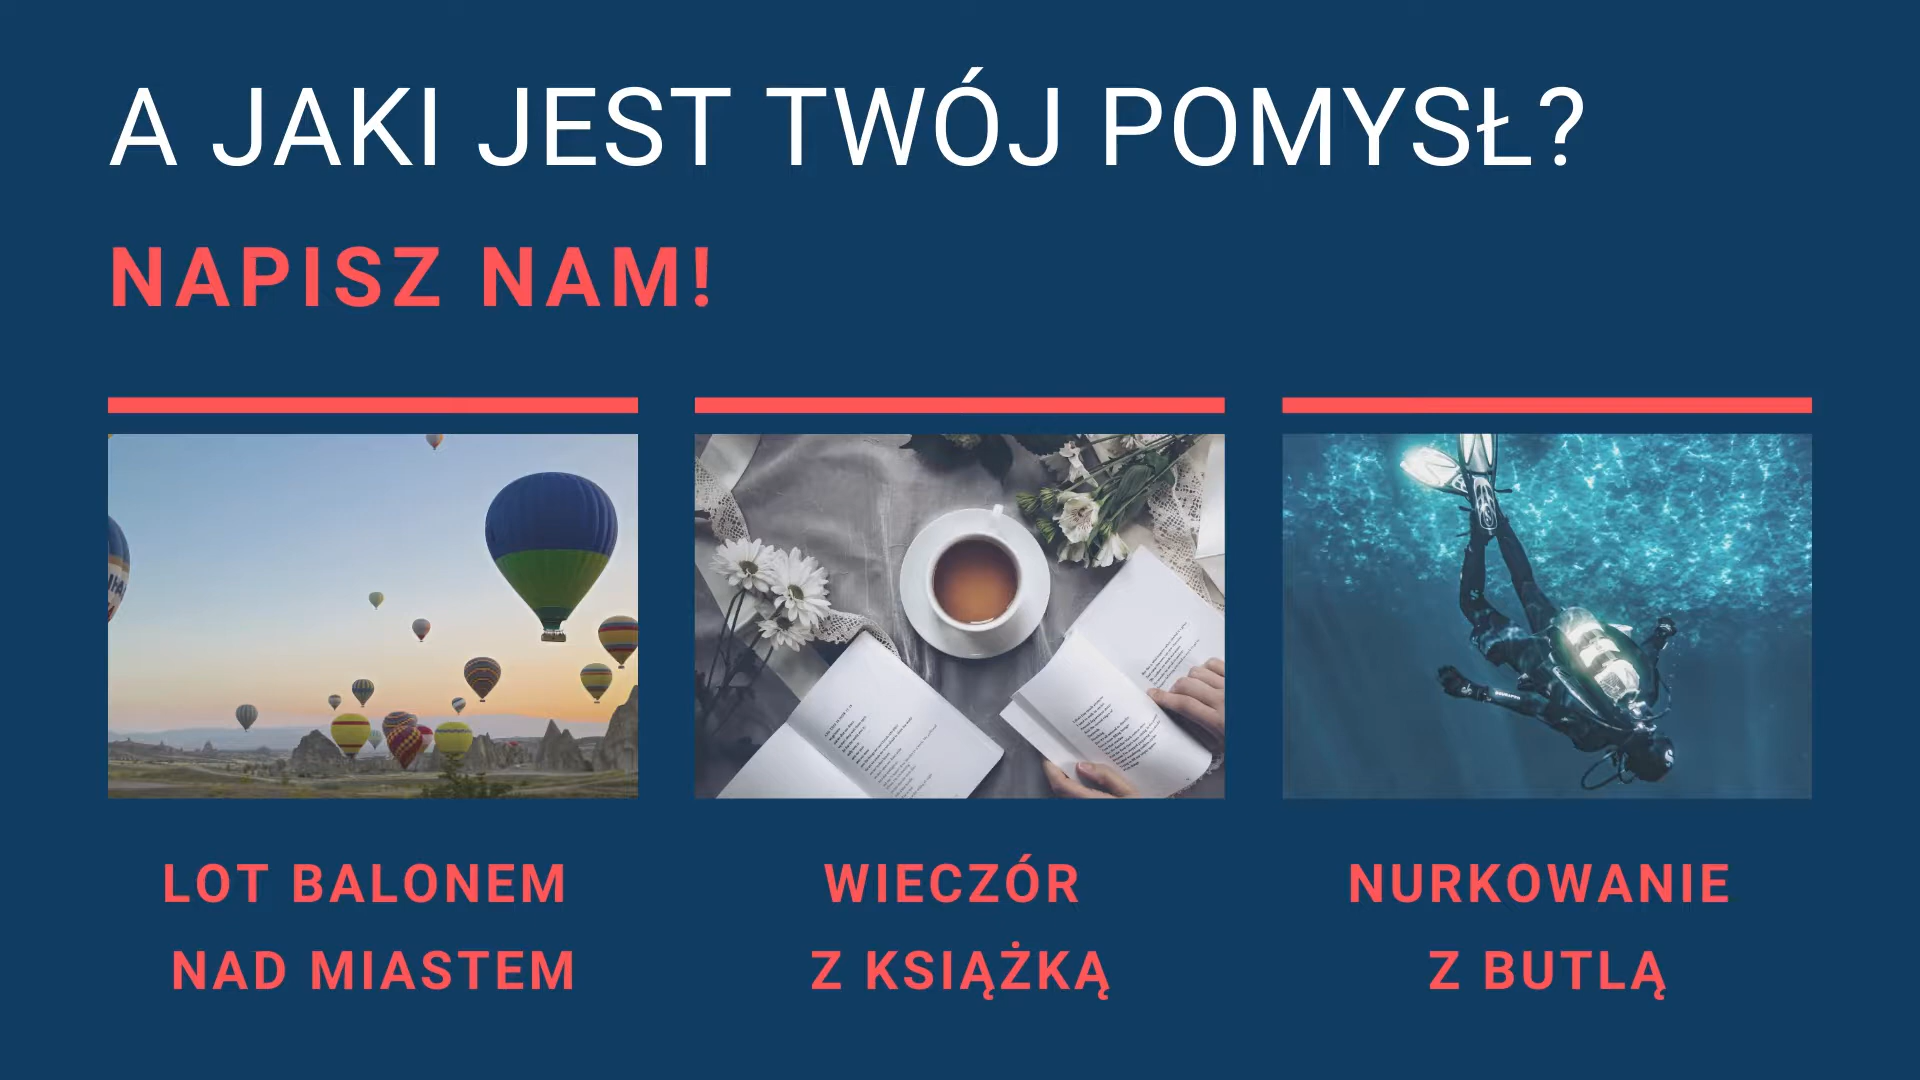 A JAKI JEST TWÓJ POMYSŁ?
NAPISZ NAM!
LOT BALONEM
NAD MIASTEM
WIECZÓR
Z KSIĄŻKĄ
NURKOWANIE
Z BUTLĄ